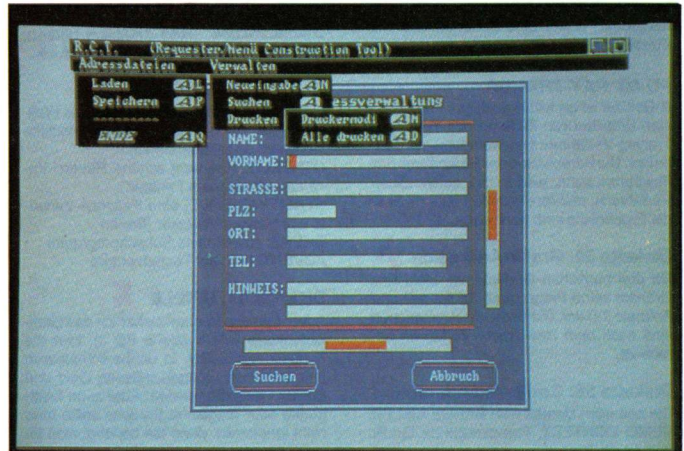 R.C.T. (Requester/Menü Construction Tool)
Adressdateien Verwalten
Laden A L
Speichern A P
---------
ENDE A Q
Neueingabe A N
Suchen A
Drucken
Druckermodi A M
Alle drucken A D
essverwaltung
NAME:
VORNAME:
STRASSE:
PLZ:
ORT:
TEL:
HINWEIS:
Suchen Abbruch